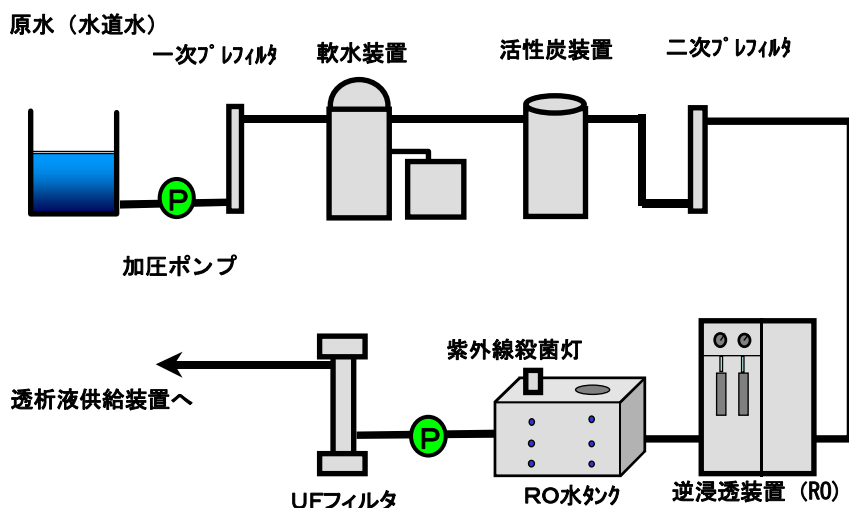 原水（水道水）
一次プレフィルタ
軟水装置
活性炭装置
二次プレフィルタ
P
加圧ポンプ
紫外線殺菌灯
透析液供給装置へ
P
UFフィルタ
RO水タンク
逆浸透装置（RO）